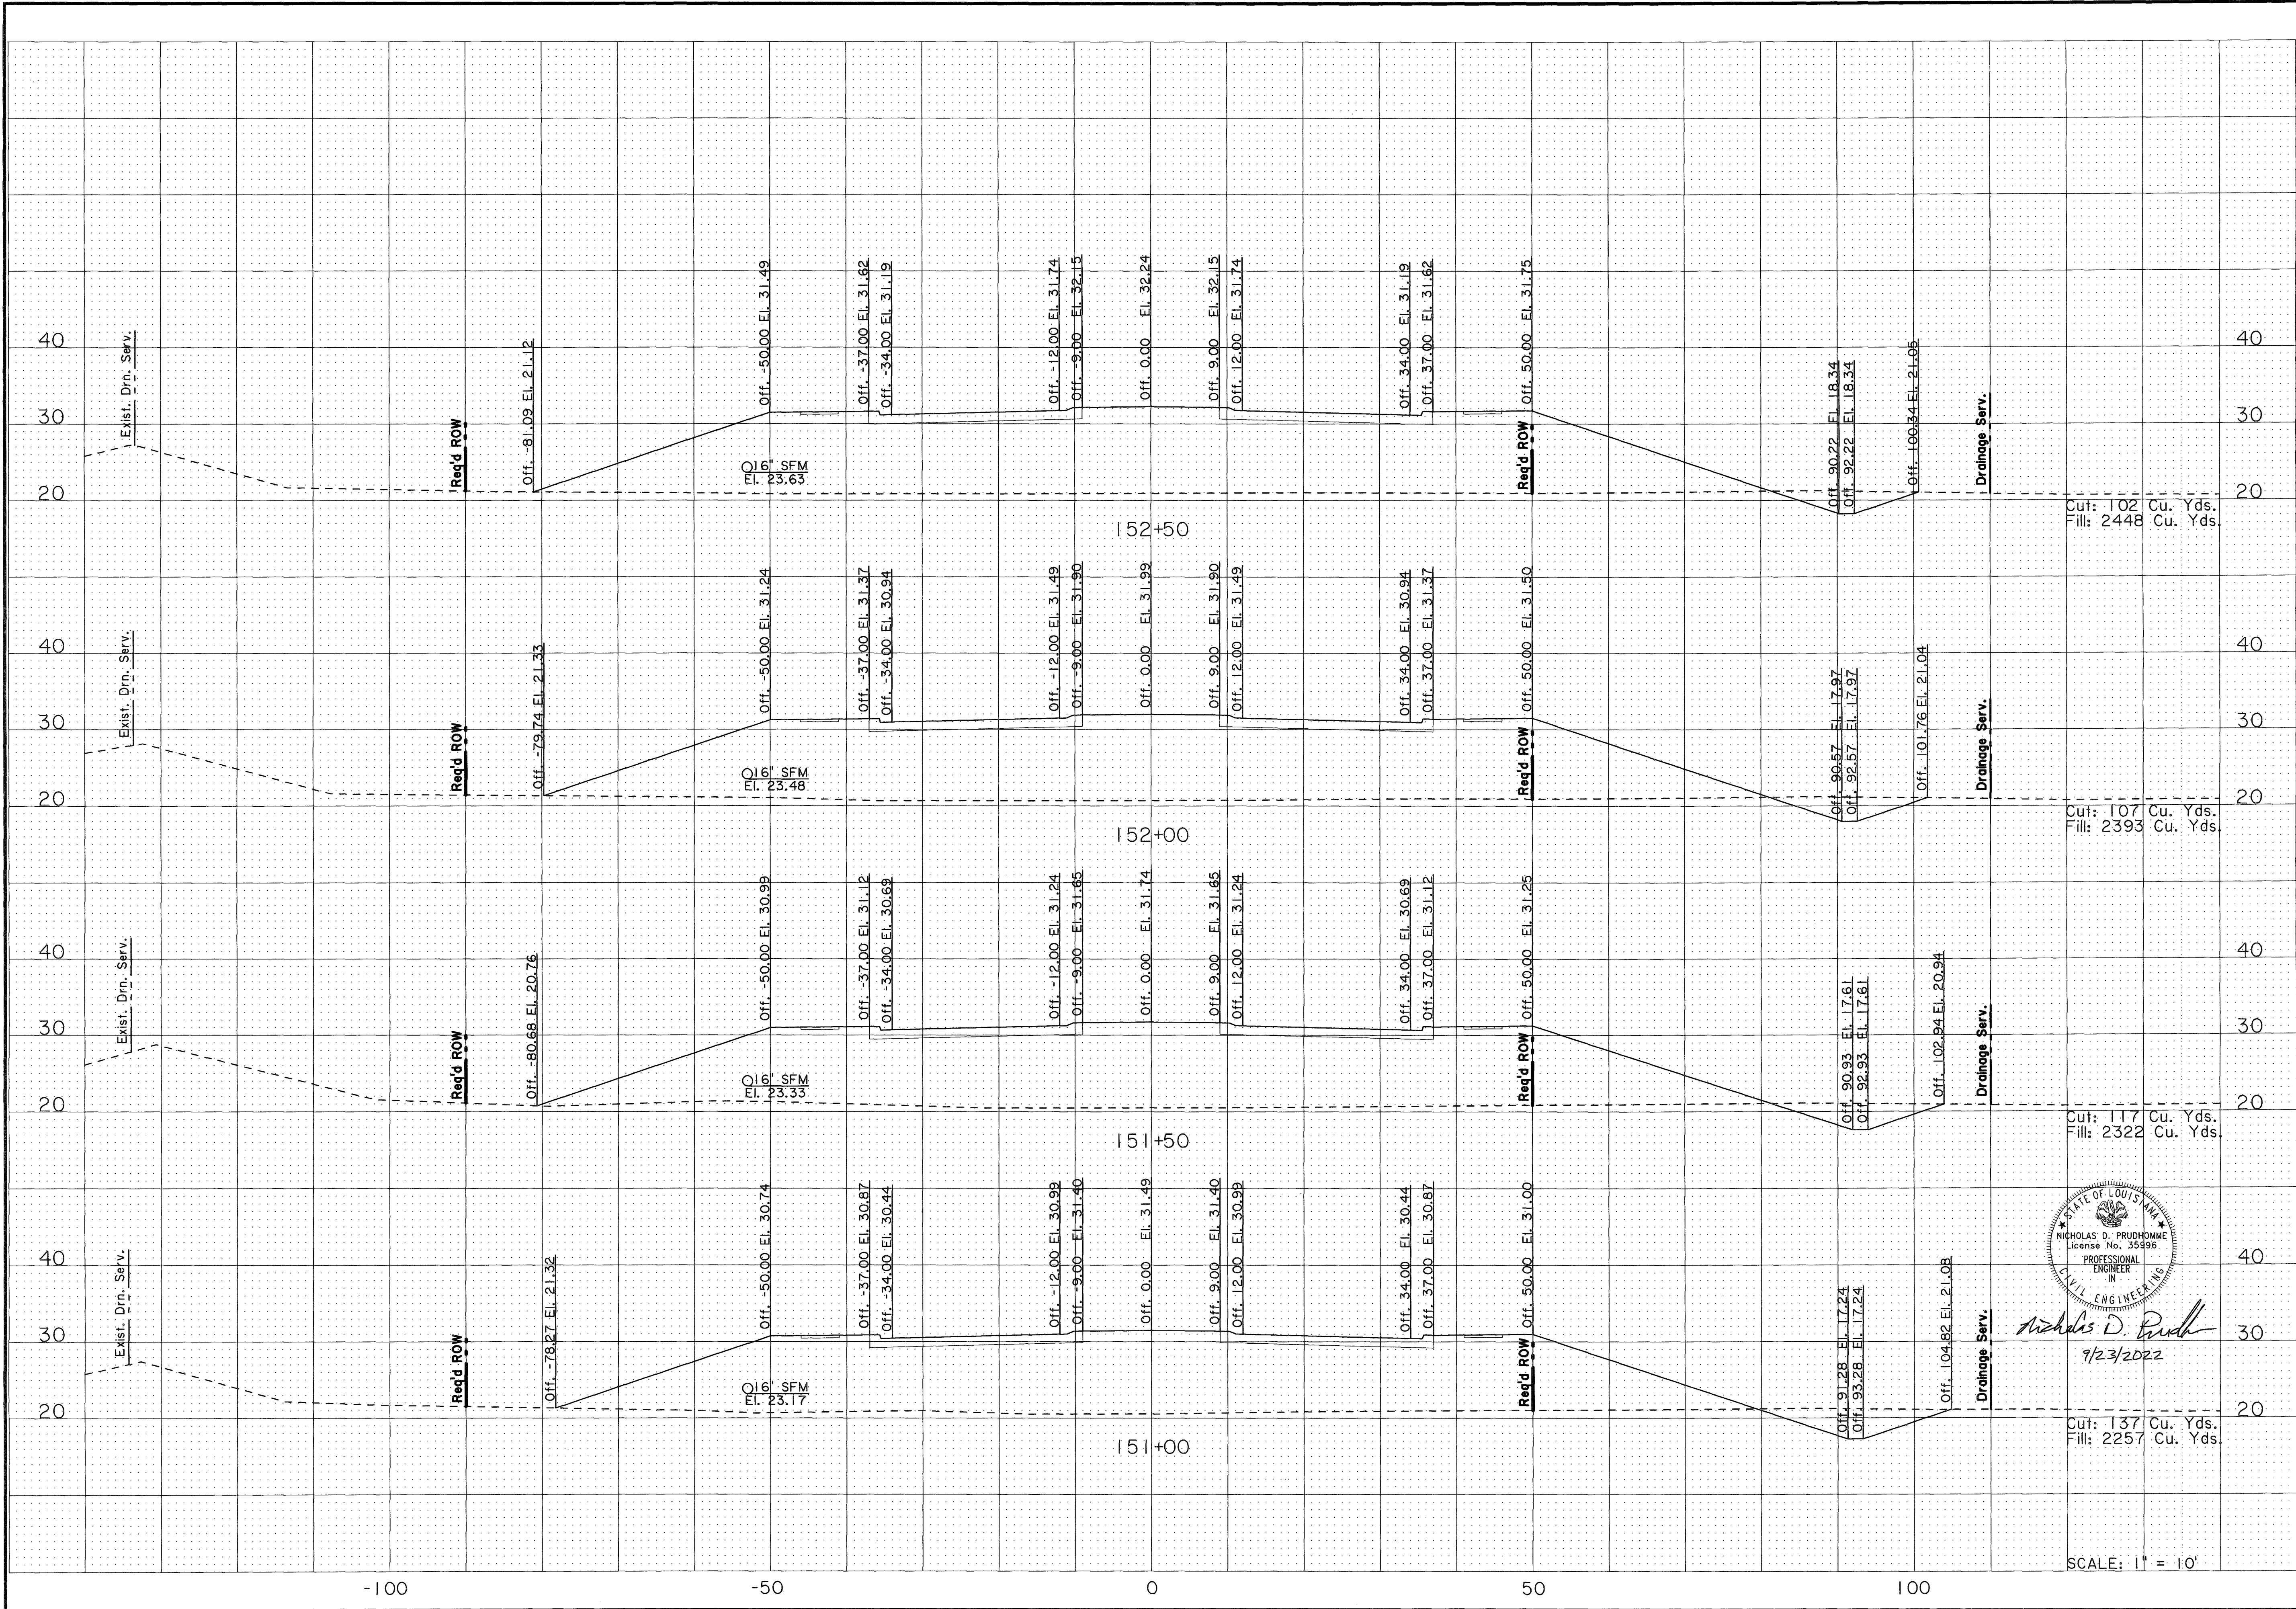 Exist. Drn. Serv.
Req'd ROW
Off. -81.09 El. 21.12
Off. -50.00 El. 31.49
Off. -37.00 El. 31.62
Off. -34.00 El. 31.19
Off. -12.00 El. 31.74
Off. -9.00 El. 32.15
Off. 0.00 El. 32.24
Off. 9.00 El. 32.15
Off. 12.00 El. 31.74
Off. 34.00 El. 31.19
Off. 37.00 El. 31.62
Off. 50.00 El. 31.75
Req'd ROW
Off. 90.22 El. 18.34
Off. 92.22 El. 18.34
Off. 100.34 El. 21.05
Drainage Serv.
40 40
30 30
20 20
16" SFM
El. 23.63
152+50
Cut: 102 Cu. Yds.
Fill: 2448 Cu. Yds.
Exist. Drn. Serv.
Req'd ROW
Off. -79.74 El. 21.33
Off. -50.00 El. 31.24
Off. -37.00 El. 31.37
Off. -34.00 El. 30.94
Off. -12.00 El. 31.49
Off. -9.00 El. 31.90
Off. 0.00 El. 31.99
Off. 9.00 El. 31.90
Off. 12.00 El. 31.49
Off. 34.00 El. 30.94
Off. 37.00 El. 31.37
Off. 50.00 El. 31.50
Req'd ROW
Off. 90.57 El. 17.97
Off. 92.57 El. 17.97
Off. 101.76 El. 21.04
Drainage Serv.
40 40
30 30
20 20
16" SFM
El. 23.48
152+00
Cut: 107 Cu. Yds.
Fill: 2393 Cu. Yds.
Exist. Drn. Serv.
Req'd ROW
Off. -80.68 El. 20.76
Off. -50.00 El. 30.99
Off. -37.00 El. 31.12
Off. -34.00 El. 30.69
Off. -12.00 El. 31.24
Off. -9.00 El. 31.65
Off. 0.00 El. 31.74
Off. 9.00 El. 31.65
Off. 12.00 El. 31.24
Off. 34.00 El. 30.69
Off. 37.00 El. 31.12
Off. 50.00 El. 31.25
Req'd ROW
Off. 90.93 El. 17.61
Off. 92.93 El. 17.61
Off. 102.94 El. 20.94
Drainage Serv.
40 40
30 30
20 20
16" SFM
El. 23.33
151+50
Cut: 117 Cu. Yds.
Fill: 2322 Cu. Yds.
Exist. Drn. Serv.
Req'd ROW
Off. -78.27 El. 21.32
Off. -50.00 El. 30.74
Off. -37.00 El. 30.87
Off. -34.00 El. 30.44
Off. -12.00 El. 30.99
Off. -9.00 El. 31.40
Off. 0.00 El. 31.49
Off. 9.00 El. 31.40
Off. 12.00 El. 30.99
Off. 34.00 El. 30.44
Off. 37.00 El. 30.87
Off. 50.00 El. 31.00
Req'd ROW
Off. 91.28 El. 17.24
Off. 93.28 El. 17.24
Off. 104.82 El. 21.08
Drainage Serv.
40 40
30 30
20 20
16" SFM
El. 23.17
151+00
Cut: 137 Cu. Yds.
Fill: 2257 Cu. Yds.
STATE OF LOUISIANA
NICHOLAS D. PRUDHOMME
License No. 35996
PROFESSIONAL
ENGINEER
IN
CIVIL ENGINEERING
Nicholas D. Prudh
9/23/2022
SCALE: 1" = 10'
-100 -50 0 50 100